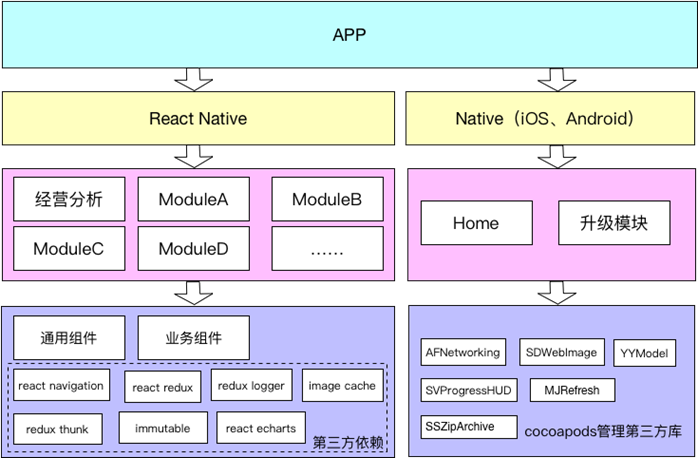 APP
React Native
Native（iOS、Android）
经营分析
ModuleA
ModuleB
ModuleC
ModuleD
……
Home
升级模块
通用组件
业务组件
react navigation
react redux
redux logger
image cache
redux thunk
immutable
react echarts
第三方依赖
AFNetworking
SDWebImage
YYModel
SVProgressHUD
MJRefresh
SSZipArchive
cocoapods管理第三方库